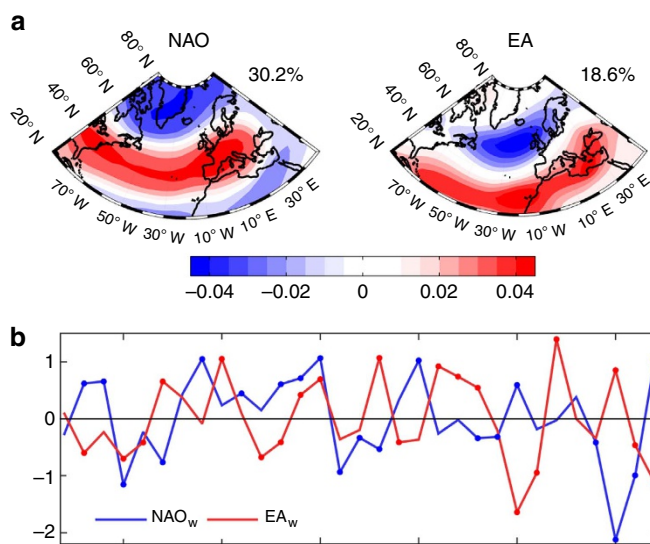 a
NAO
EA
30.2%
18.6%
80° N
60° N
40° N
20° N
70° W
50° W
30° W
10° W
10° E
30° E
80° N
60° N
40° N
20° N
70° W
50° W
30° W
10° W
10° E
30° E
−0.04
−0.02
0
0.02
0.04
b
1
0
−1
−2
NAOw
EAw